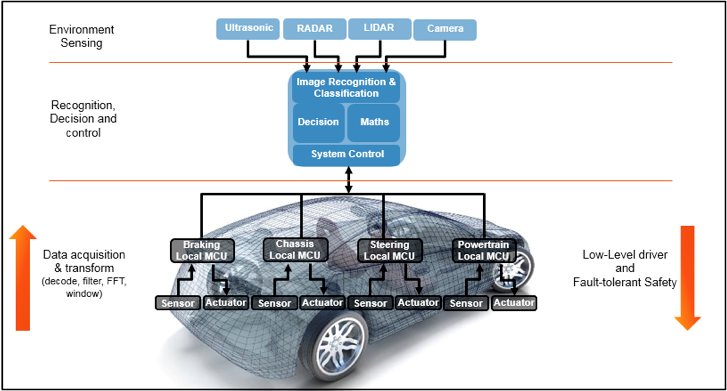 Environment
Sensing
Ultrasonic
RADAR
LIDAR
Camera
Recognition,
Decision and
control
Image Recognition &
Classification
Decision
Maths
System Control
Data acquisition
& transform
(decode, filter, FFT,
window)
Braking
Local MCU
Chassis
Local MCU
Steering
Local MCU
Powertrain
Local MCU
Sensor
Actuator
Sensor
Actuator
Sensor
Actuator
Sensor
Actuator
Low-Level driver
and
Fault-tolerant Safety